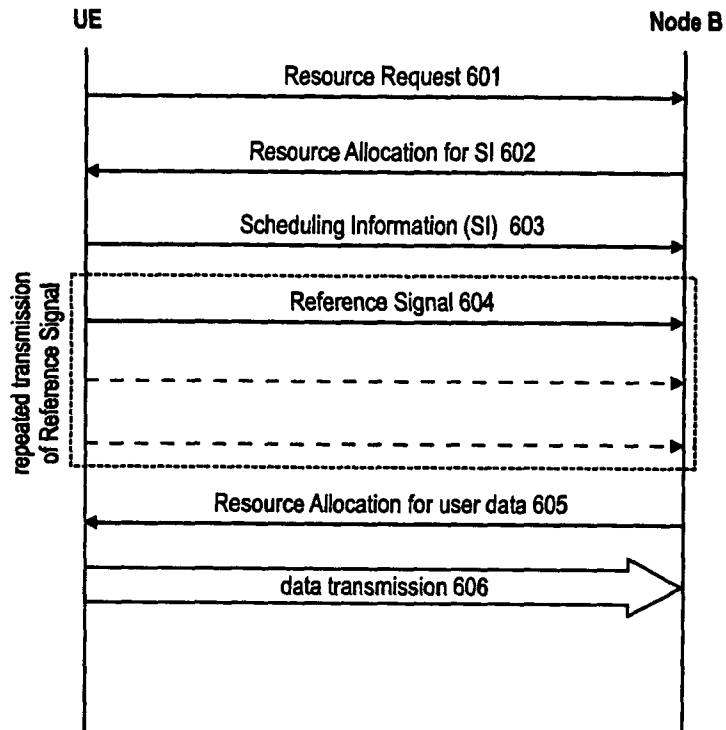 UE
Node B
Resource Request 601
Resource Allocation for SI 602
Scheduling Information (SI) 603
repeated transmission
of Reference Signal
Reference Signal 604
Resource Allocation for user data 605
data transmission 606